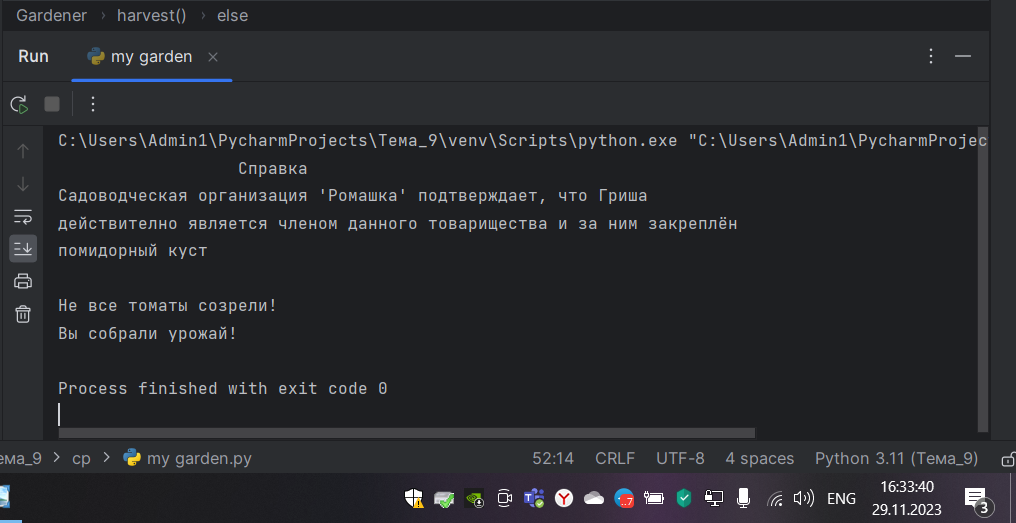 Gardener › harvest() › else
Run my garden
C:\Users\Admin1\PycharmProjects\Тема_9\venv\Scripts\python.exe "C:\Users\Admin1\PycharmProjec
Справка
Садоводческая организация 'Ромашка' подтверждает, что Гриша
действительно является членом данного товарищества и за ним закреплён
помидорный куст
Не все томаты созрели!
Вы собрали урожай!
Process finished with exit code 0
ема_9 > ср > my garden.py 52:14 CRLF UTF-8 4 spaces Python 3.11 (Тема_9)
ENG 16:33:40
29.11.2023 3